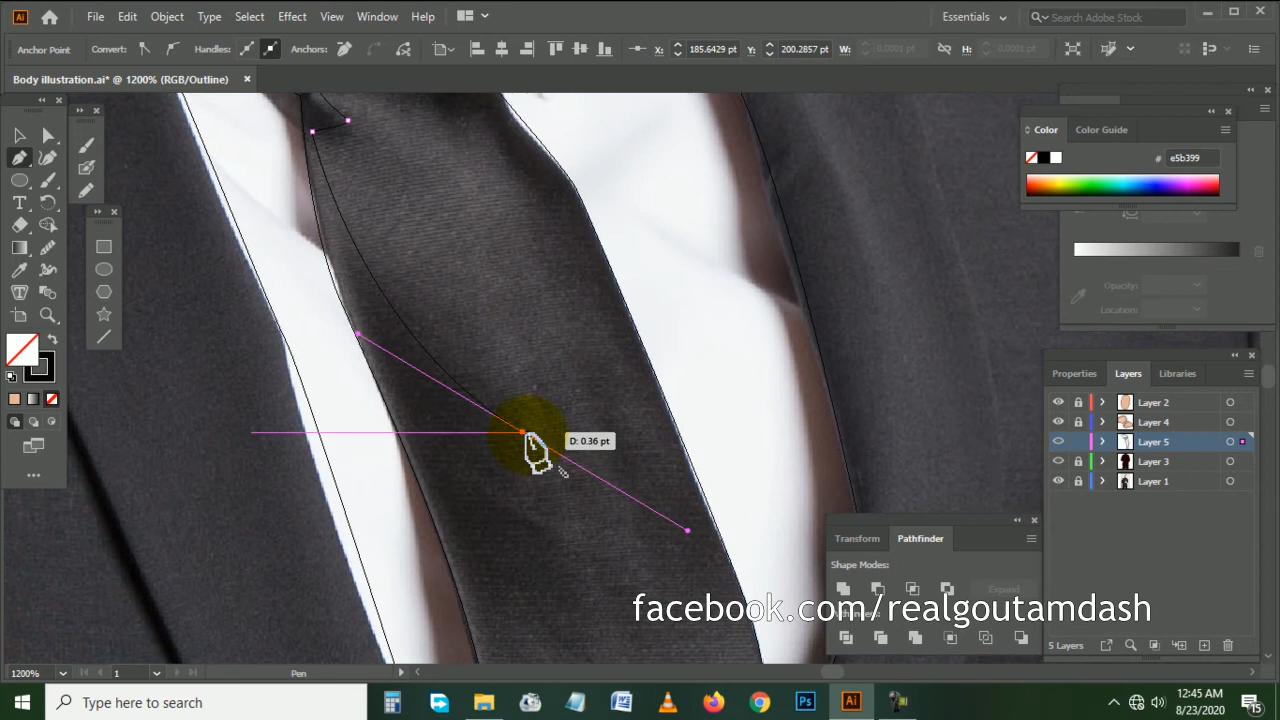 Ai File Edit Object Type Select Effect View Window Help Essentials Search Adobe Stock
Anchor Point Convert: Handles: Anchors: X: 185.6429 pt Y: 200.2857 pt W: 0.0001 pt H: 0.0001 pt
Body illustration.ai* @ 1200% (RGB/Outline)
Color Color Guide
# e5b399
Opacity:
Location:
Properties Layers Libraries
Layer 2
Layer 4
D: 0.36 pt
Layer 5
Layer 3
Layer 1
Transform Pathfinder
Shape Modes:
Expand
facebook.com/realgoutamdash
5 Layers
1200% 1 Pen
Type here to search
Ps Ai
12:45 AM
8/23/2020
15